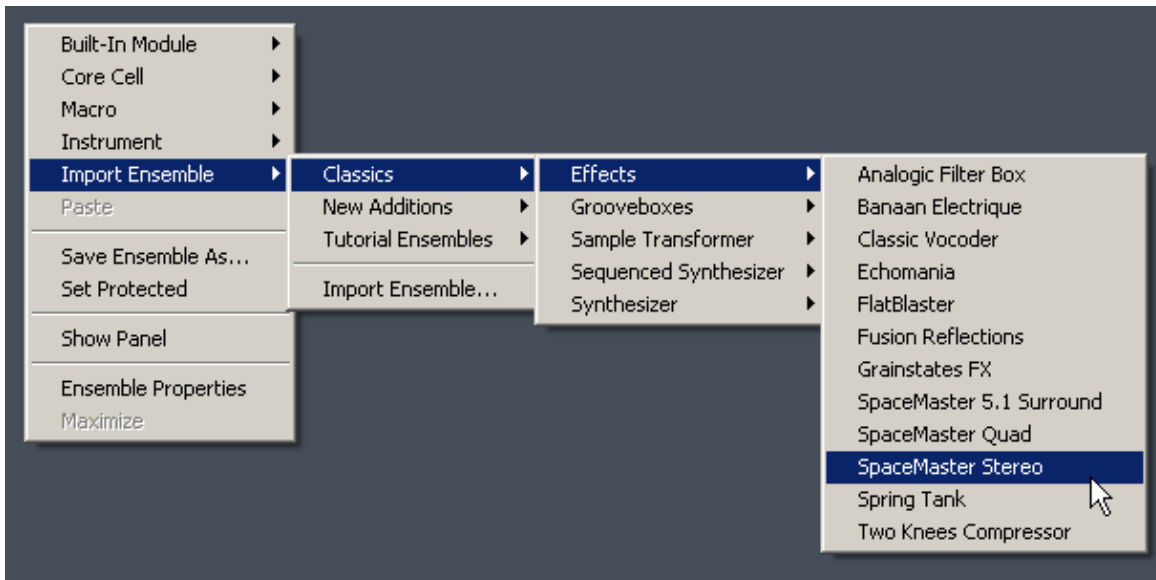 Built-In Module
Core Cell
Macro
Instrument
Import Ensemble
Paste
Save Ensemble As...
Set Protected
Show Panel
Ensemble Properties
Maximize
Classics
New Additions
Tutorial Ensembles
Import Ensemble...
Effects
Grooveboxes
Sample Transformer
Sequenced Synthesizer
Synthesizer
Analogic Filter Box
Banaan Electrique
Classic Vocoder
Echomania
FlatBlaster
Fusion Reflections
Grainstates FX
SpaceMaster 5.1 Surround
SpaceMaster Quad
SpaceMaster Stereo
Spring Tank
Two Knees Compressor